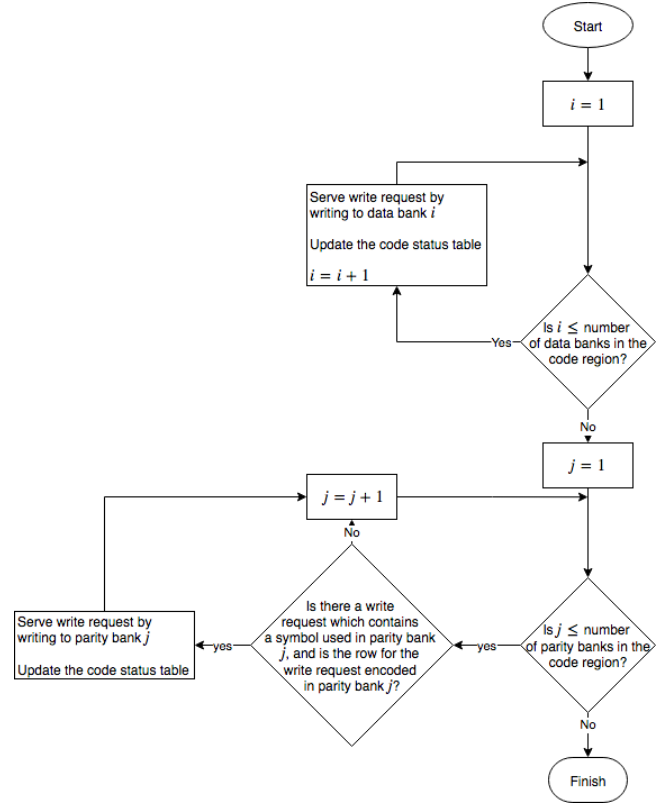 Start
i = 1
Serve write request by
writing to data bank i
Update the code status table
i = i + 1
Is i ≤ number
of data banks in the
code region?
Yes
No
j = 1
j = j + 1
No
Is there a write
request which contains
a symbol used in parity bank
j, and is the row for the
write request encoded
in parity bank j?
Serve write request by
writing to parity bank j
Update the code status table
yes
Is j ≤ number
of parity banks in the
code region?
yes
No
Finish